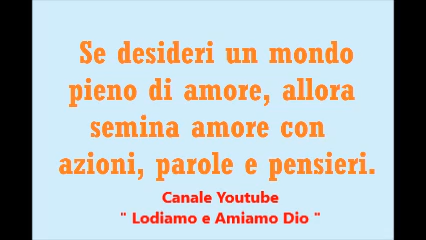 Se desideri un mondo
pieno di amore, allora
semina amore con
azioni, parole e pensieri.
Canale Youtube
" Lodiamo e Amiamo Dio "